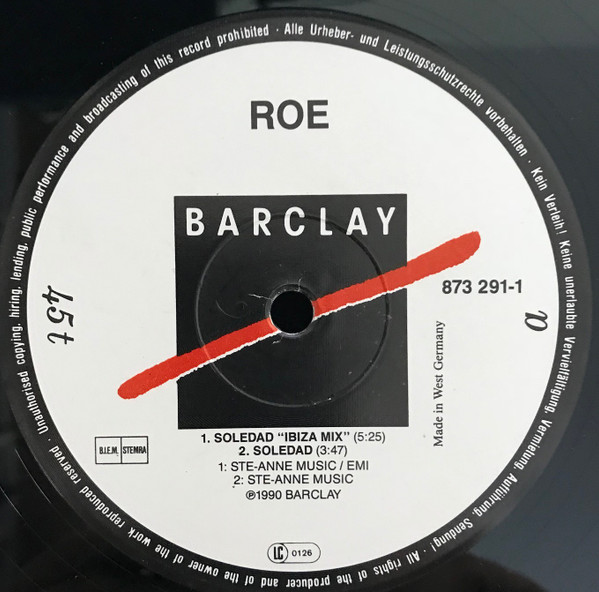 ROE
BARCLAY
873 291-1
45t
a
Made in West Germany
1. SOLEDAD "IBIZA MIX" (5:25)
2. SOLEDAD (3:47)
1: STE-ANNE MUSIC / EMI
2: STE-ANNE MUSIC
℗1990 BARCLAY
B.I.E.M. STEMRA
LC 0126
Unauthorised copying, hiring, lending, public performance and broadcasting of this record prohibited · Alle Urheber- und Leistungsschutzrechte vorbehalten · Kein Verleih! Keine unerlaubte Vervielfältigung, Vermietung, Aufführung, Sendung! · All rights of the producer and of the owner of the work reproduced reserved ·